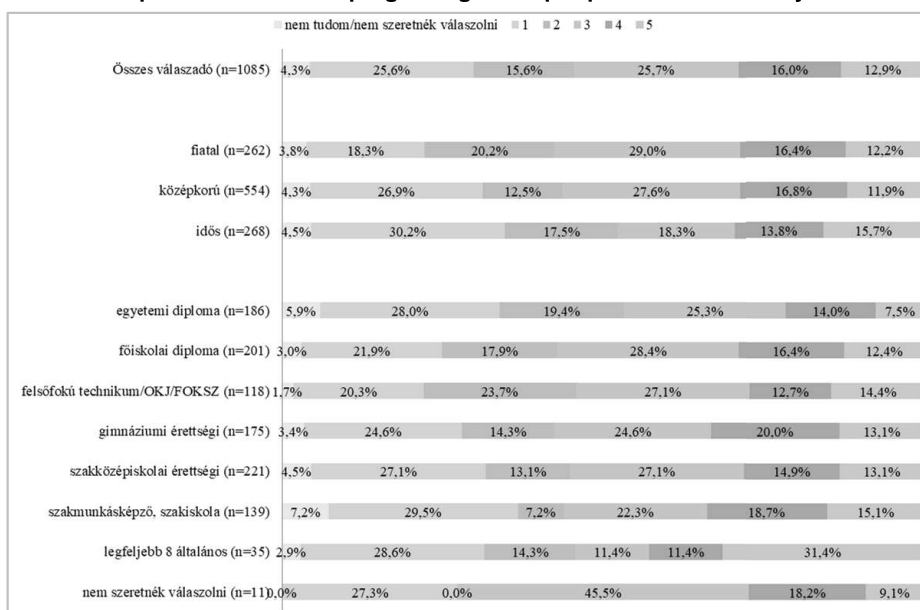 nem tudom/nem szeretnék válaszolni 1 2 3 4 5
Összes válaszadó (n=1085) 4,3% 25,6% 15,6% 25,7% 16,0% 12,9%
fiatal (n=262) 3,8% 18,3% 20,2% 29,0% 16,4% 12,2%
középkorú (n=554) 4,3% 26,9% 12,5% 27,6% 16,8% 11,9%
idős (n=268) 4,5% 30,2% 17,5% 18,3% 13,8% 15,7%
egyetemi diploma (n=186) 5,9% 28,0% 19,4% 25,3% 14,0% 7,5%
főiskolai diploma (n=201) 3,0% 21,9% 17,9% 28,4% 16,4% 12,4%
felsőfokú technikum/OKJ/FOKSZ (n=118) 1,7% 20,3% 23,7% 27,1% 12,7% 14,4%
gimnáziumi érettségi (n=175) 3,4% 24,6% 14,3% 24,6% 20,0% 13,1%
szakközépiskolai érettségi (n=221) 4,5% 27,1% 13,1% 27,1% 14,9% 13,1%
szakmunkásképző, szakiskola (n=139) 7,2% 29,5% 7,2% 22,3% 18,7% 15,1%
legfeljebb 8 általános (n=35) 2,9% 28,6% 14,3% 11,4% 11,4% 31,4%
nem szeretnék válaszolni (n=11) 0,0% 27,3% 0,0% 45,5% 18,2% 9,1%